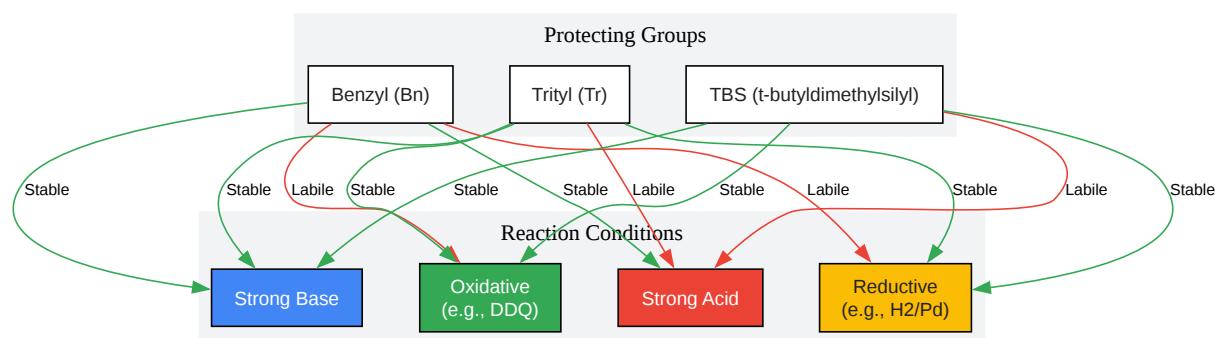 Protecting Groups
Benzyl (Bn)
Trityl (Tr)
TBS (t-butyldimethylsilyl)
Stable
Stable
Labile
Stable
Stable
Stable
Labile
Stable
Labile
Stable
Labile
Stable
Reaction Conditions
Strong Base
Oxidative
(e.g., DDQ)
Strong Acid
Reductive
(e.g., H2/Pd)